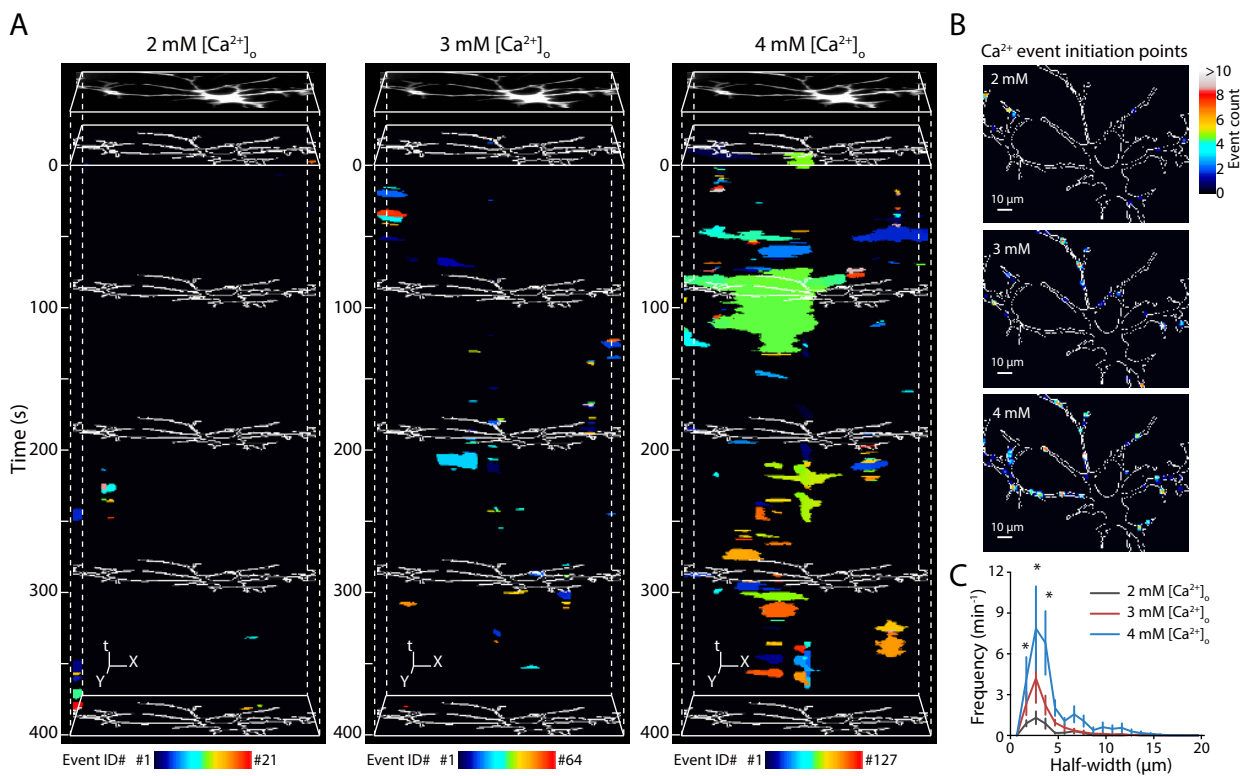 A
2 mM [Ca²⁺]ₒ
3 mM [Ca²⁺]ₒ
4 mM [Ca²⁺]ₒ
Time (s)
0
100
200
300
400
t
X
Y
Event ID# #1 #21
0
100
200
300
400
t
X
Y
Event ID# #1 #64
0
100
200
300
400
t
X
Y
Event ID# #1 #127
B
Ca²⁺ event initiation points
2 mM
10 µm
>10
8
6
4
2
0
Event count
3 mM
10 µm
4 mM
10 µm
C
Frequency (min⁻¹)
12
9
6
3
0
* * *
2 mM [Ca²⁺]ₒ
3 mM [Ca²⁺]ₒ
4 mM [Ca²⁺]ₒ
0 5 10 15 20
Half-width (µm)